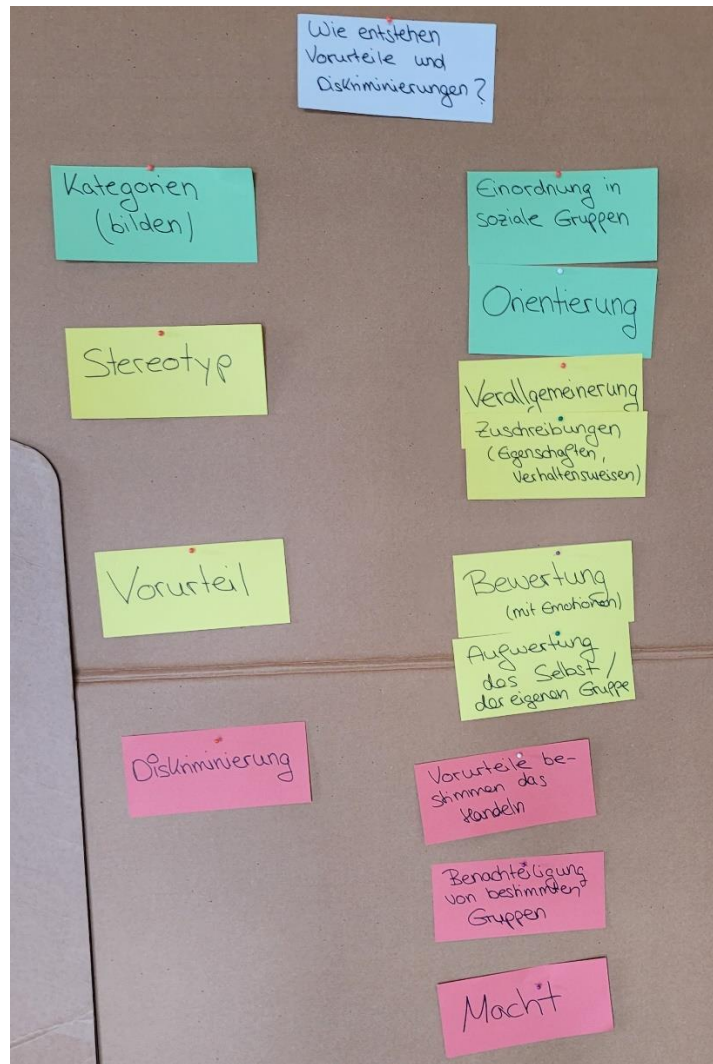 Wie entstehen
Vorurteile und
Diskriminierungen?
Kategorien
(bilden)
Einordnung in
soziale Gruppen
Orientierung
Stereotyp
Verallgemeinerung
Zuschreibungen
(Eigenschaften,
Verhaltensweisen)
Vorurteil
Bewertung
(mit Emotionen)
Aufwertung
des Selbst /
der eigenen Gruppe
Diskriminierung
Vorurteile be-
stimmen das
Handeln
Benachteiligung
von bestimmten
Gruppen
Macht